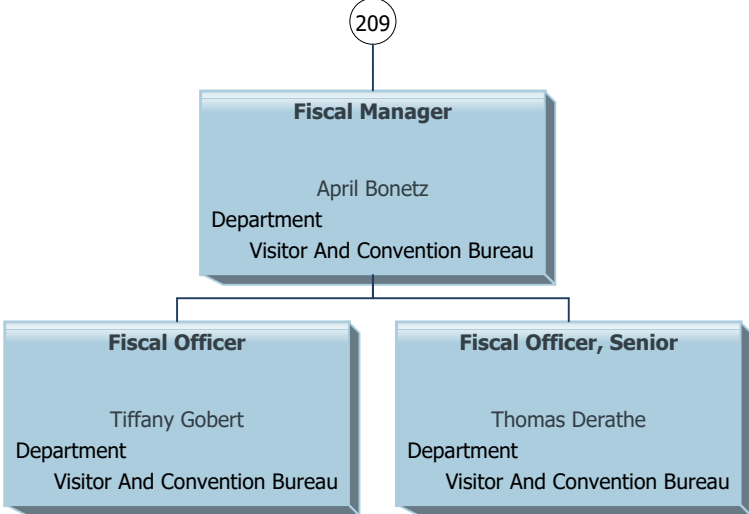 209
Fiscal Manager
April Bonetz
Department
Visitor And Convention Bureau
Fiscal Officer
Tiffany Gobert
Department
Visitor And Convention Bureau
Fiscal Officer, Senior
Thomas Derathe
Department
Visitor And Convention Bureau